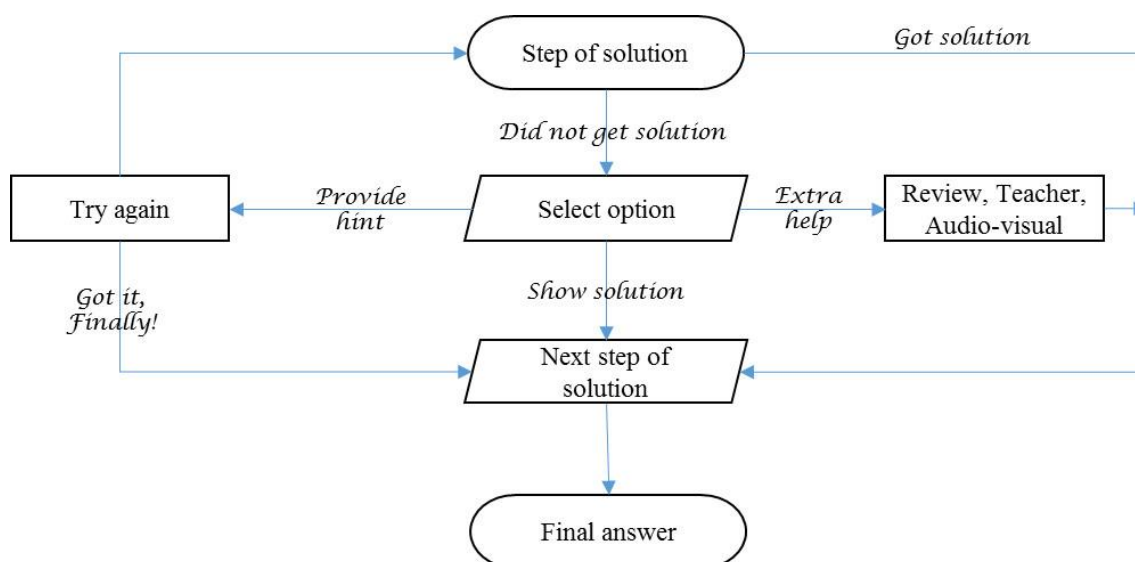 Step of solution
Got solution
Did not get solution
Try again
Provide
hint
Select option
Extra
help
Review, Teacher,
Audio-visual
Got it,
Finally!
Show solution
Next step of
solution
Final answer